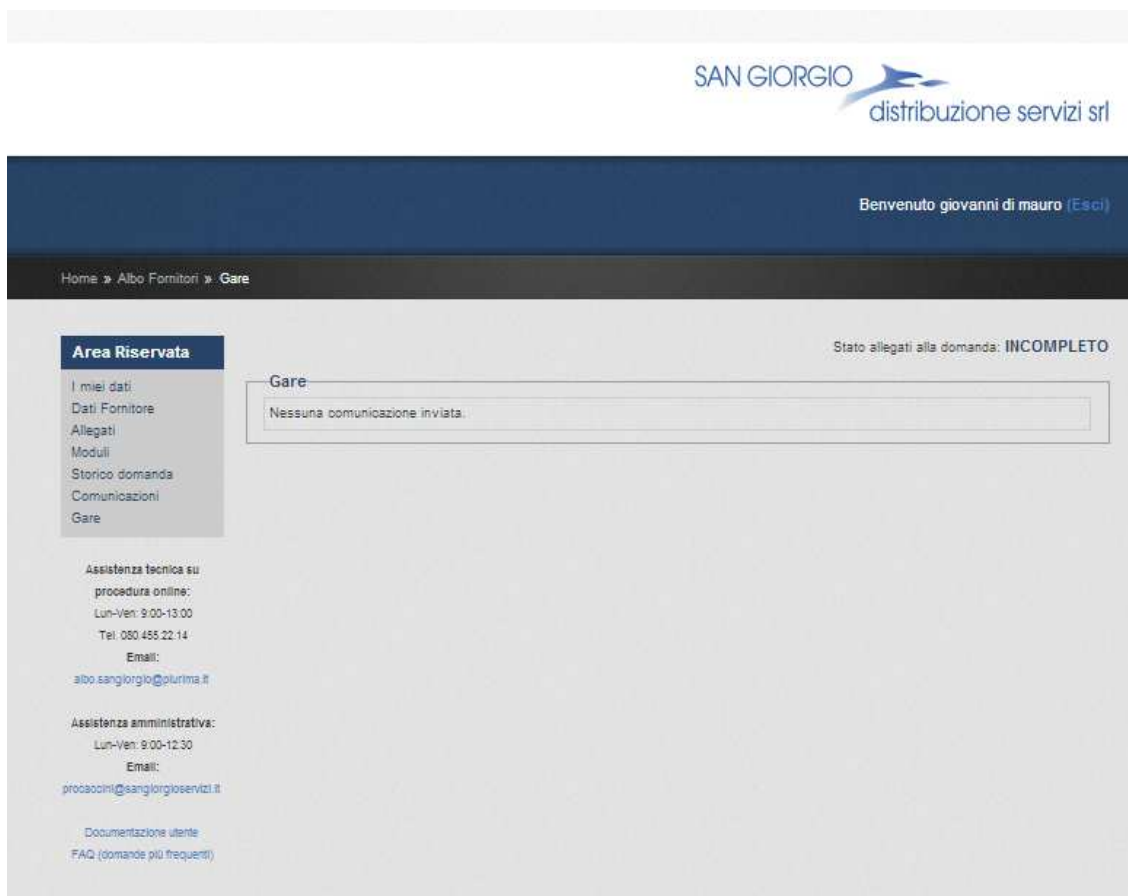 SAN GIORGIO
distribuzione servizi srl
Benvenuto giovanni di mauro (Esci)
Home » Albo Fornitori » Gare
Area Riservata
I miei dati
Dati Fornitore
Allegati
Moduli
Storico domanda
Comunicazioni
Gare
Stato allegati alla domanda: INCOMPLETO
Gare
Nessuna comunicazione inviata.
Assistenza tecnica su
procedura online:
Lun-Ven: 9:00-13:00
Tel. 080.455.22.14
Email:
albo.sangiorgio@plurima.it
Assistenza amministrativa:
Lun-Ven: 9:00-12:30
Email:
procaccini@sangiorgioservizi.it
Documentazione utente
FAQ (domande più frequenti)